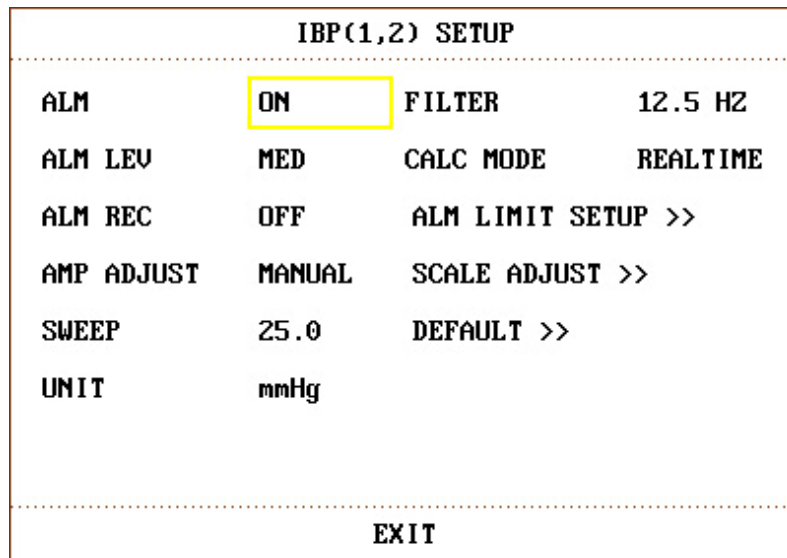 IBP(1,2) SETUP
ALM ON FILTER 12.5 HZ
ALM LEV MED CALC MODE REALTIME
ALM REC OFF ALM LIMIT SETUP >>
AMP ADJUST MANUAL SCALE ADJUST >>
SWEEP 25.0 DEFAULT >>
UNIT mmHg
EXIT